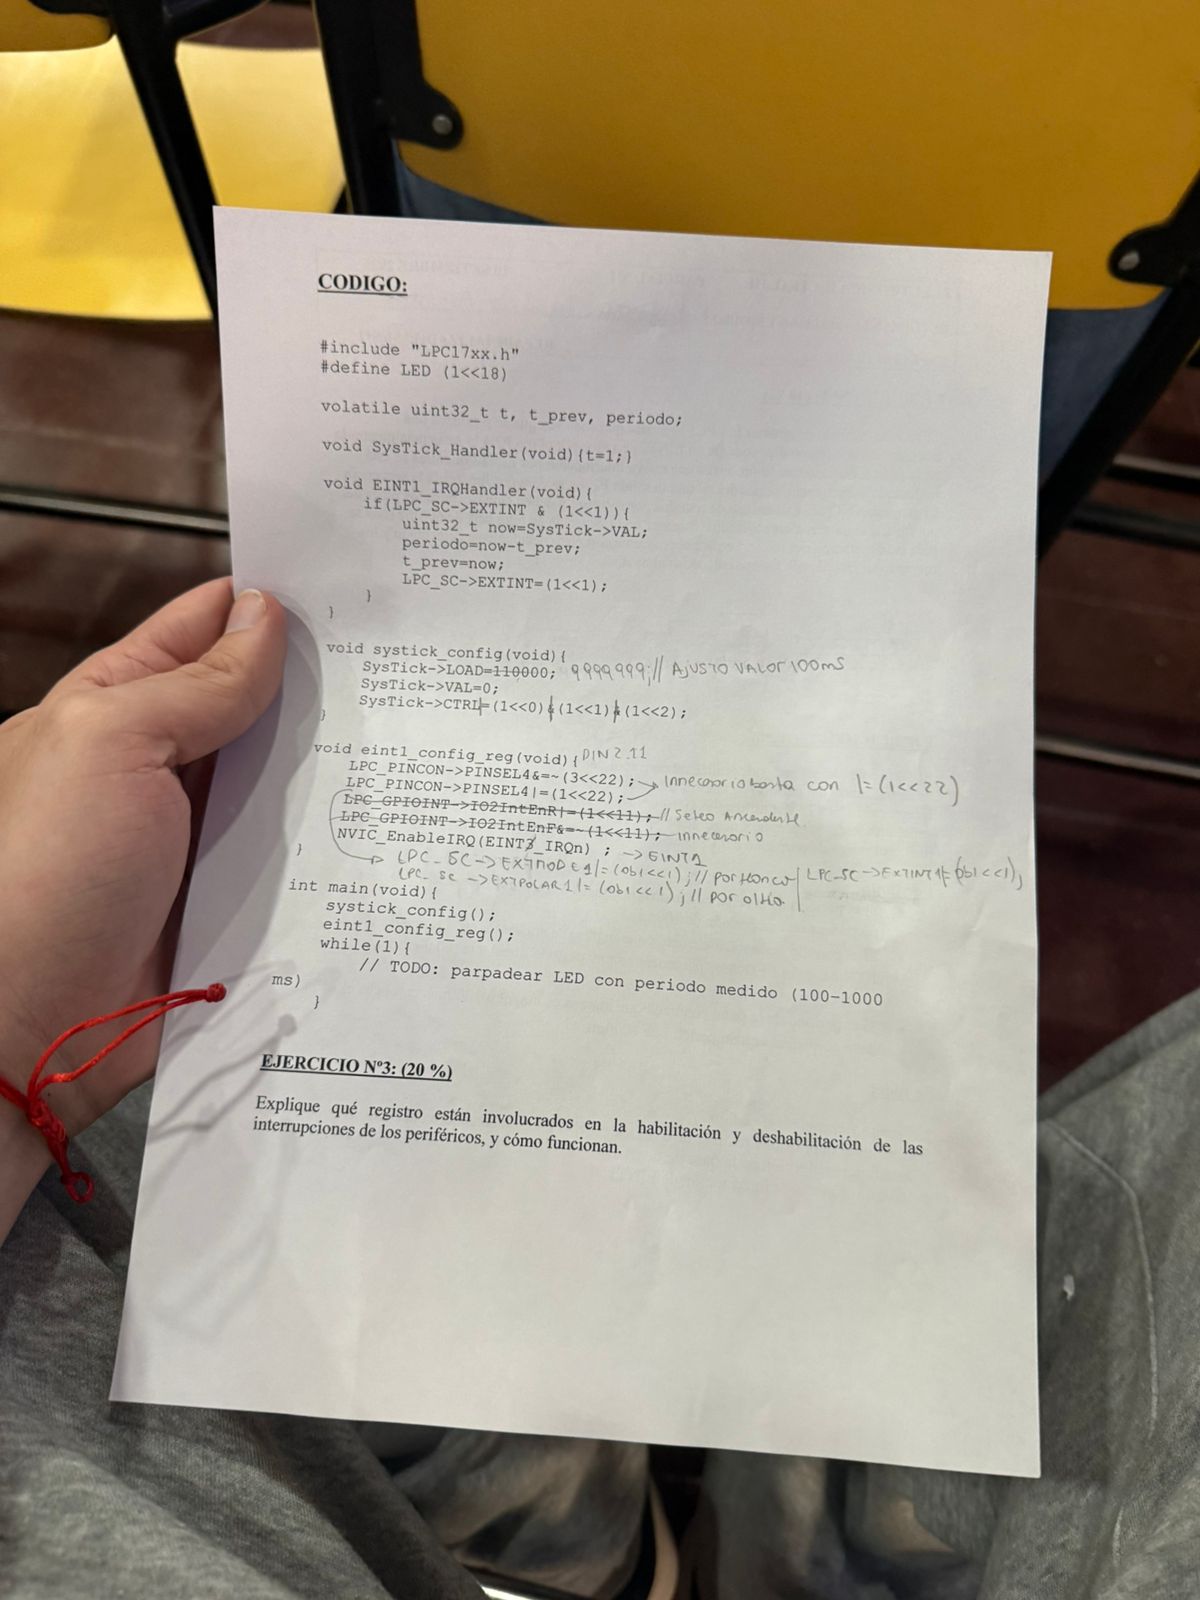 CODIGO:
#include "LPC17xx.h"
#define LED (1<<18)
volatile uint32_t t, t_prev, periodo;
void SysTick_Handler(void){t=1;}
void EINT1_IRQHandler(void){
if(LPC_SC->EXTINT & (1<<1)){
uint32_t now=SysTick->VAL;
periodo=now-t_prev;
t_prev=now;
LPC_SC->EXTINT=(1<<1);
}
}
void systick_config(void){
SysTick->LOAD=110000; 9999999;// AJUSTO VALOR 100mS
SysTick->VAL=0;
SysTick->CTRL|=(1<<0)|(1<<1)|(1<<2);
}
void eint1_config_reg(void){ PIN 2.11
LPC_PINCON->PINSEL4&=~(3<<22); → Innecesario basta con |=(1<<22)
LPC_PINCON->PINSEL4|=(1<<22);
LPC_GPIOINT->IO2IntEnR|=(1<<11); // Seteo Ascendente.
LPC_GPIOINT->IO2IntEnF&=~(1<<11); innecesario
NVIC_EnableIRQ(EINT3_IRQn) ; → EINT1
}
LPC_SC->EXTMODE1|=(0b1<<1); // por flanco | LPC_SC->EXTINT1|=(0b1<<1);
LPC_SC->EXTPOLAR1|=(0b1<<1); // por alto |
int main(void){
systick_config();
eint1_config_reg();
while(1){
// TODO: parpadear LED con periodo medido (100-1000
ms)
}
EJERCICIO Nº3: (20 %)
Explique qué registro están involucrados en la habilitación y deshabilitación de las
interrupciones de los periféricos, y cómo funcionan.